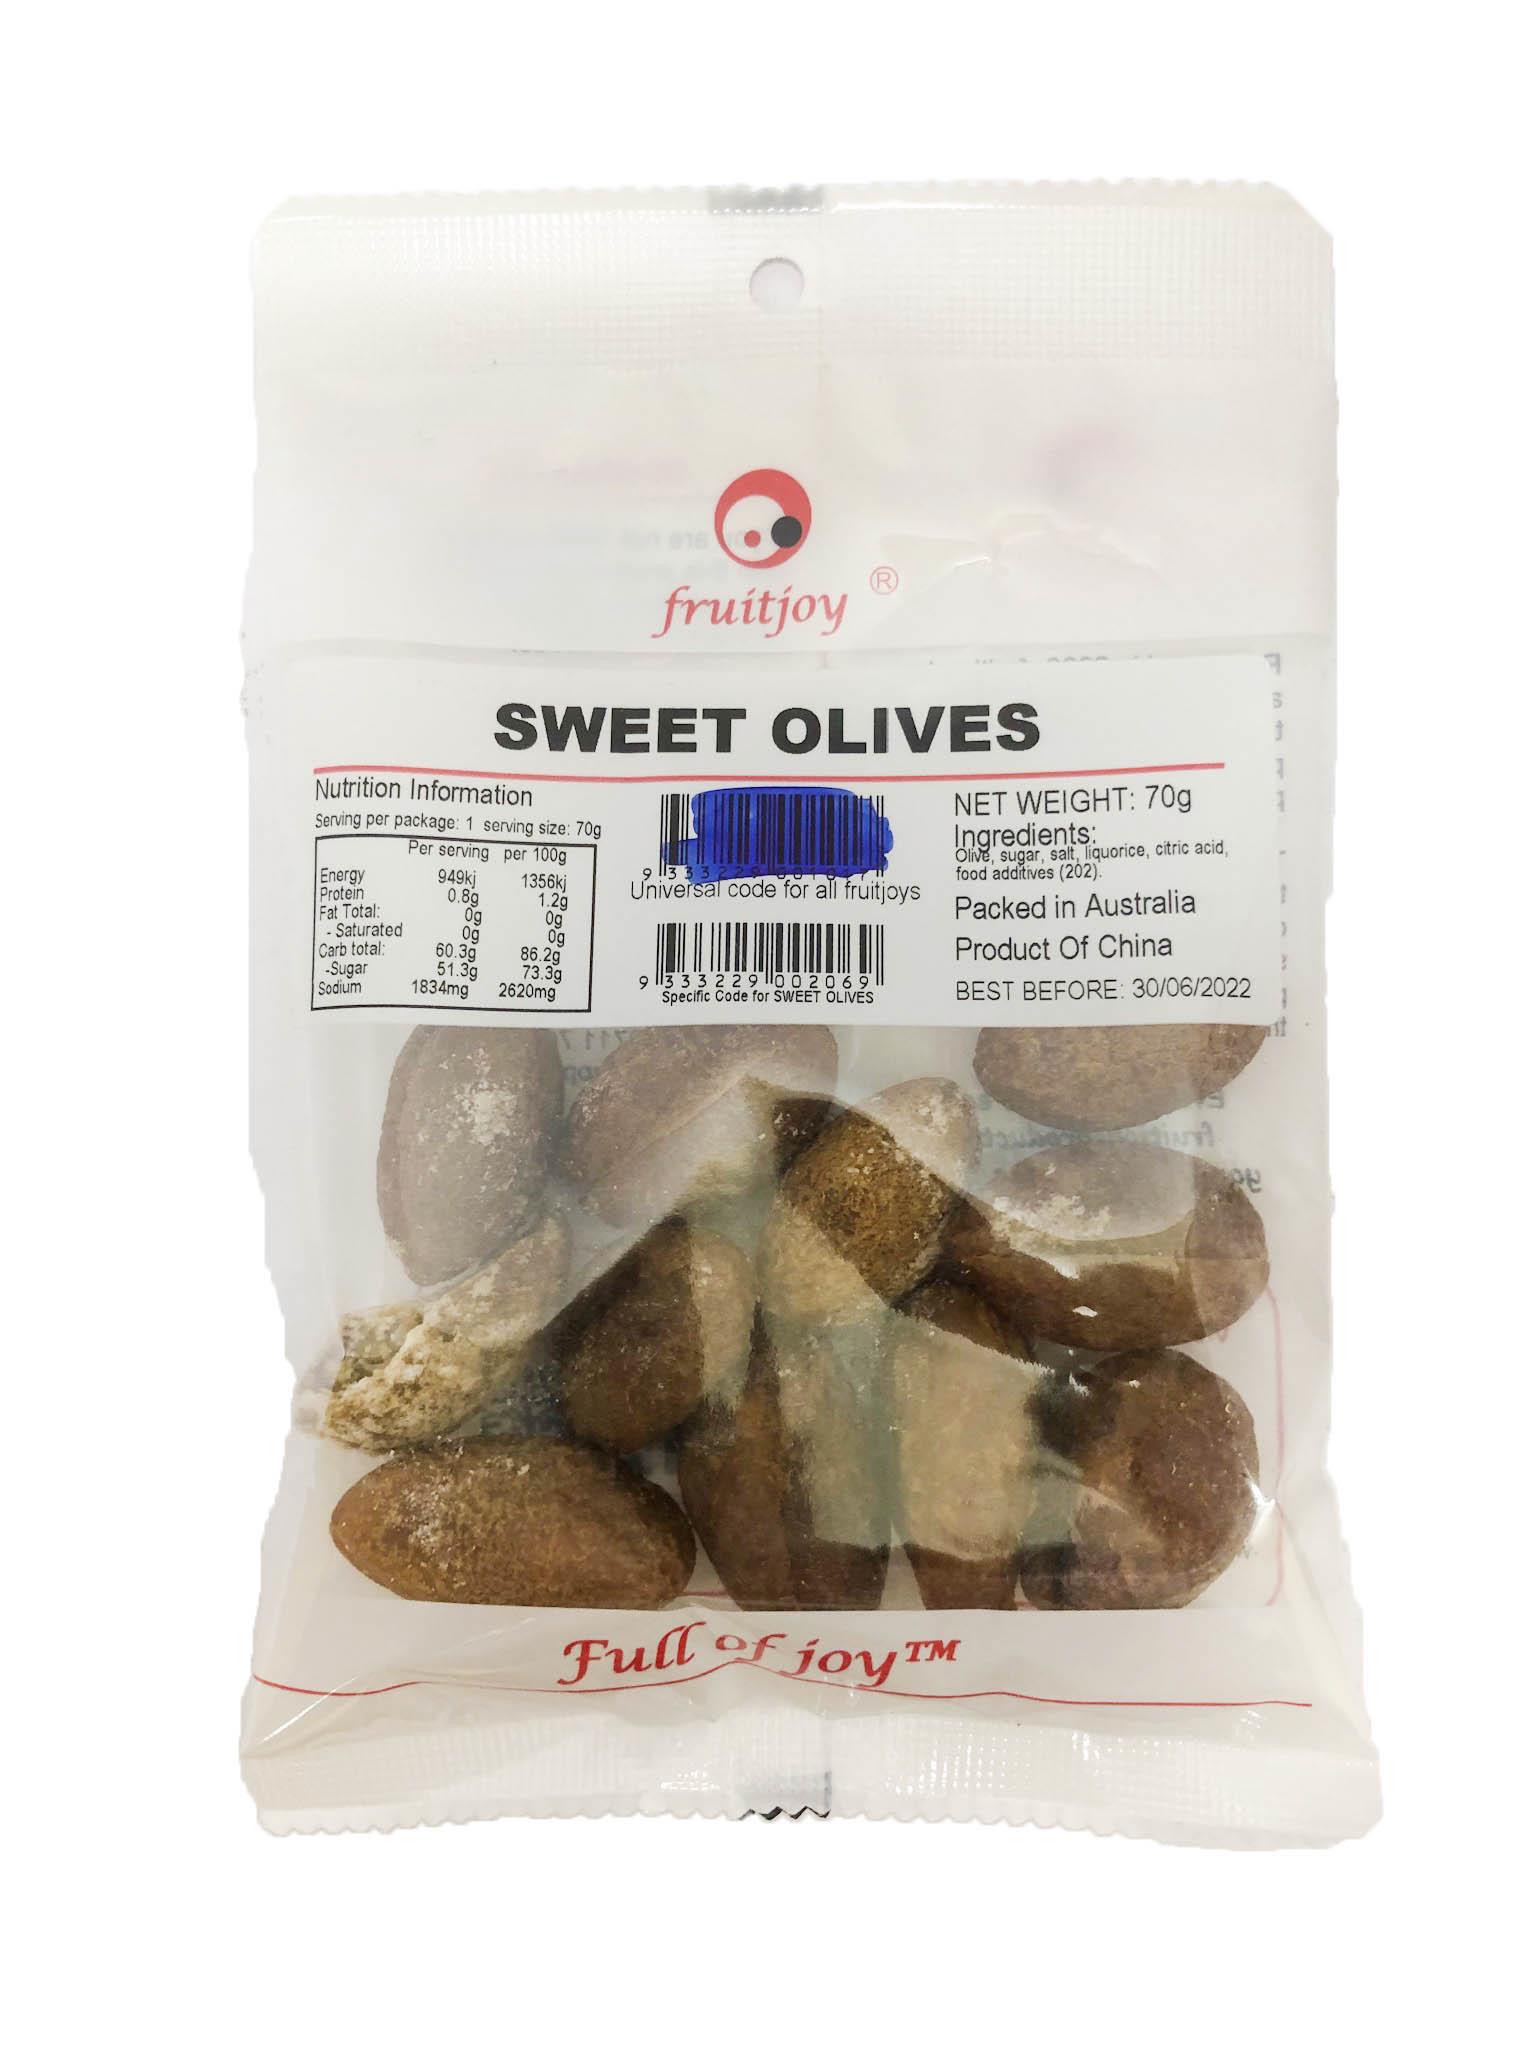 fruitjoy ®
SWEET OLIVES
Nutrition Information
Serving per package: 1 serving size: 70g
Per serving per 100g
Energy 949kj 1356kj
Protein 0.8g 1.2g
Fat Total: 0g 0g
- Saturated 0g 0g
Carb total: 60.3g 86.2g
-Sugar 51.3g 73.3g
Sodium 1834mg 2620mg
Universal code for all fruitjoys
9 333229 002069
Specific Code for SWEET OLIVES
NET WEIGHT: 70g
Ingredients:
Olive, sugar, salt, liquorice, citric acid,
food additives (202).
Packed in Australia
Product Of China
BEST BEFORE: 30/06/2022
Full of joy™